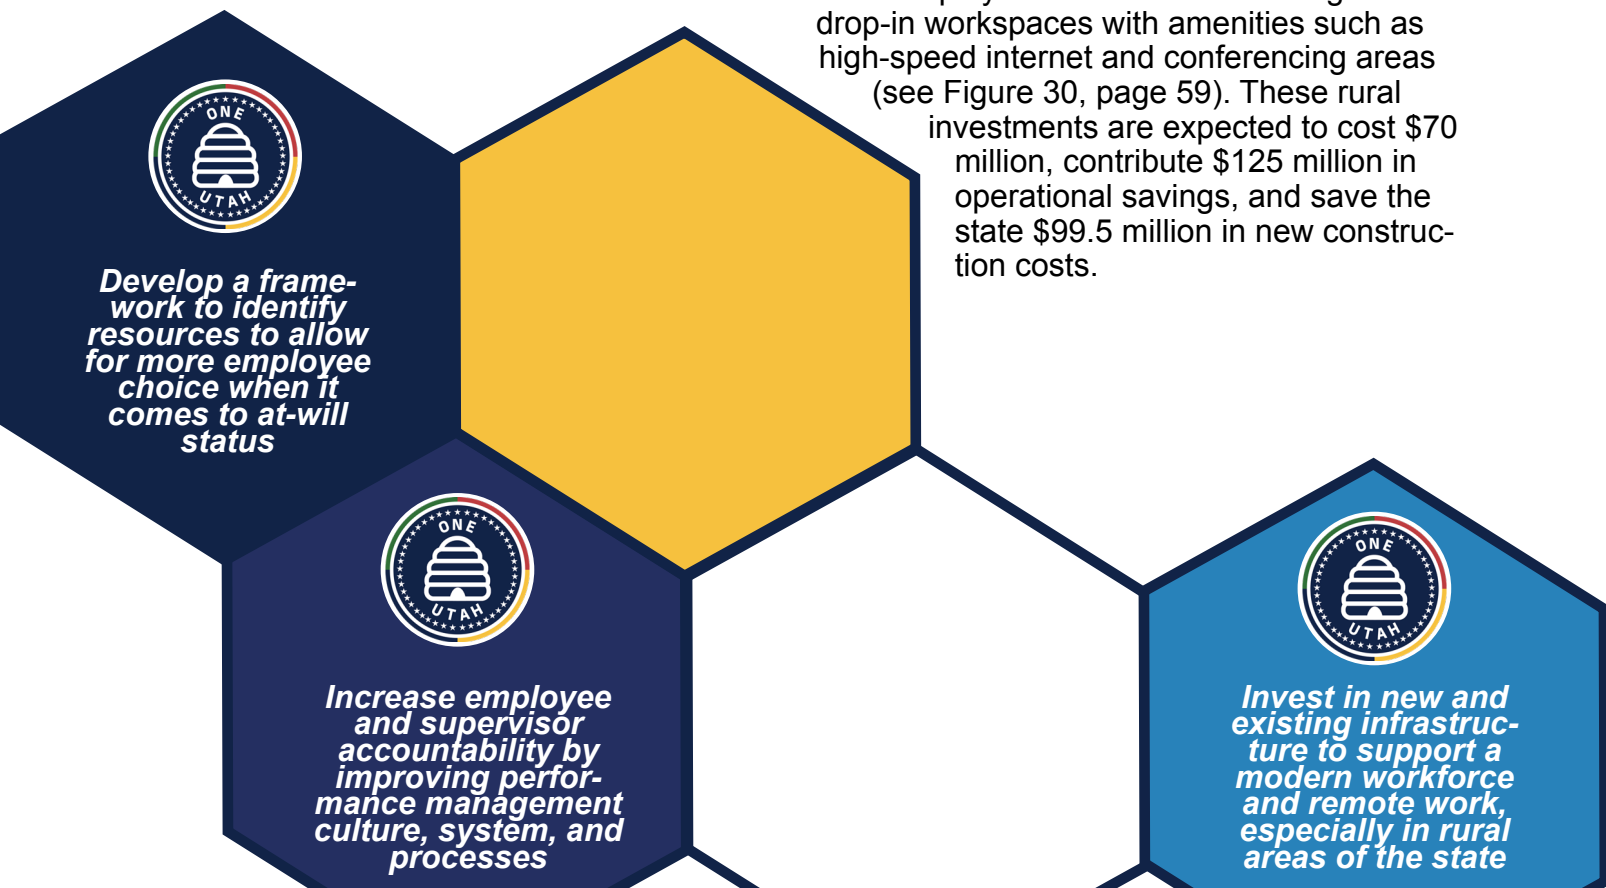 drop-in workspaces with amenities such as
high-speed internet and conferencing areas
(see Figure 30, page 59). These rural
investments are expected to cost $70
million, contribute $125 million in
operational savings, and save the
state $99.5 million in new construc-
tion costs.
ONE
UTAH
Develop a frame-
work to identify
resources to allow
for more employee
choice when it
comes to at-will
status
ONE
UTAH
Increase employee
and supervisor
accountability by
improving perfor-
mance management
culture, system, and
processes
ONE
UTAH
Invest in new and
existing infrastruc-
ture to support a
modern workforce
and remote work,
especially in rural
areas of the state